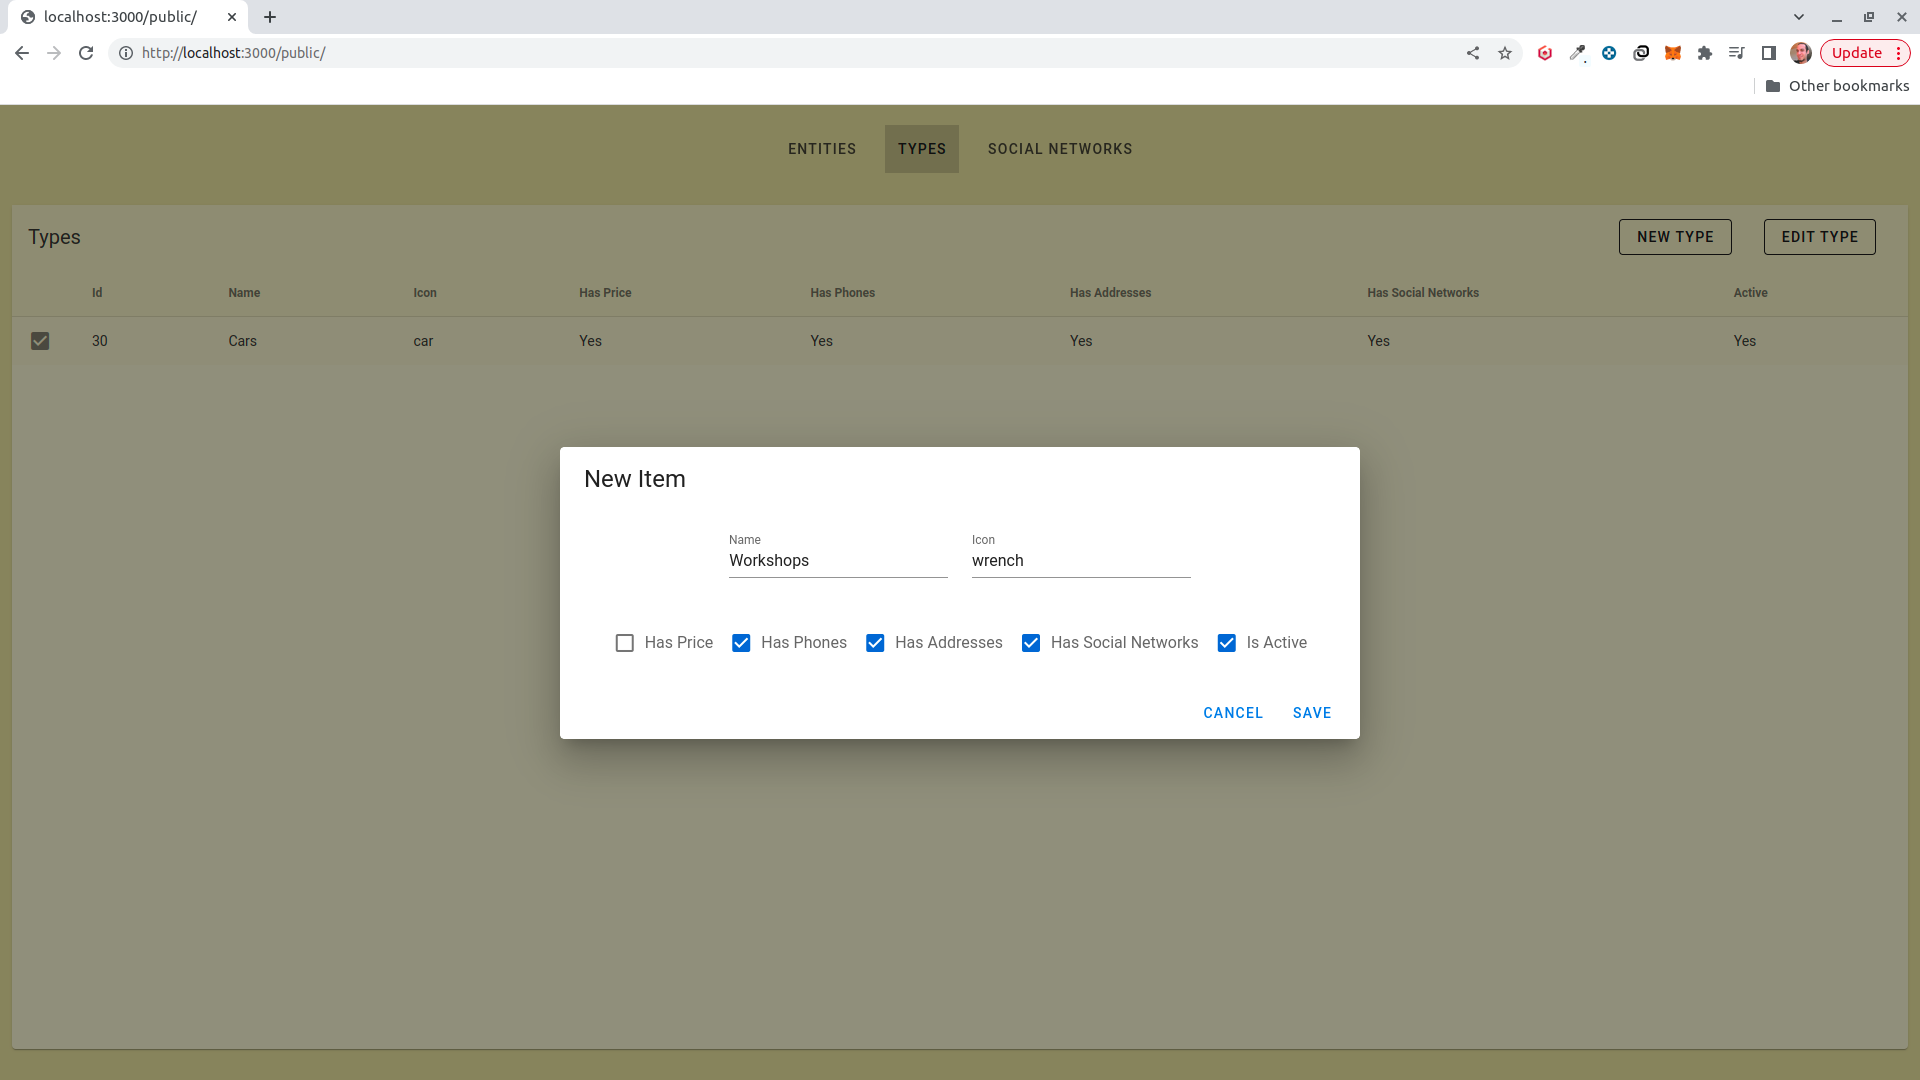 localhost:3000/public/
http://localhost:3000/public/
Update
Other bookmarks
ENTITIES TYPES SOCIAL NETWORKS
Types NEW TYPE EDIT TYPE
Id Name Icon Has Price Has Phones Has Addresses Has Social Networks Active
30 Cars car Yes Yes Yes Yes Yes
New Item
Name Icon
Workshops wrench
Has Price Has Phones Has Addresses Has Social Networks Is Active
CANCEL SAVE